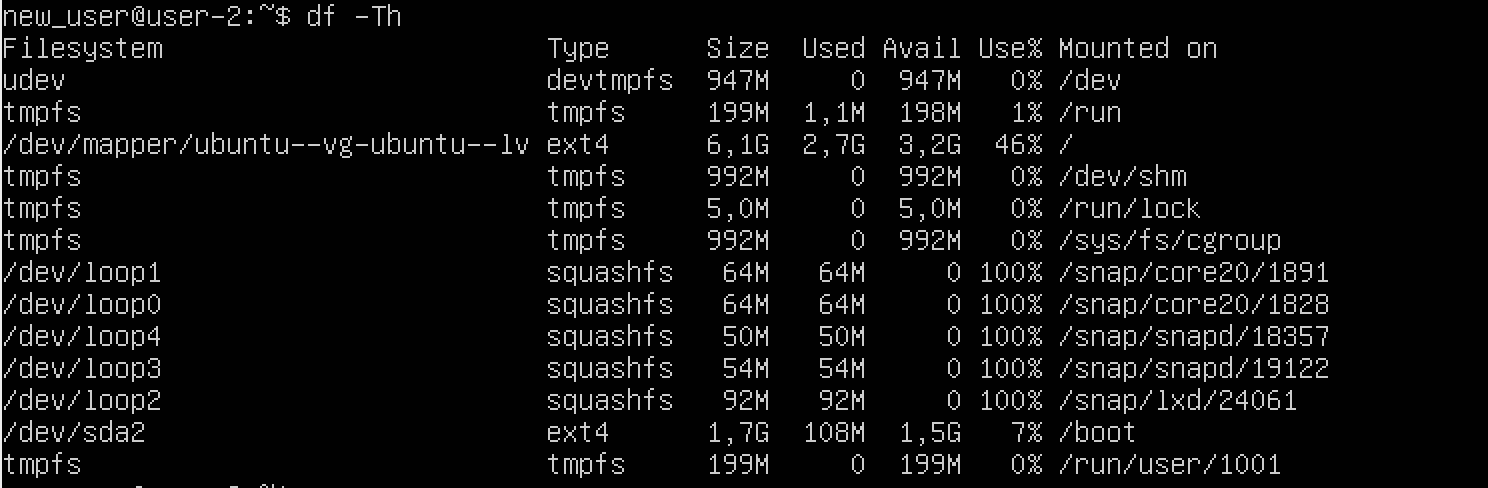 new_user@user-2:~$ df -Th
Filesystem                        Type      Size  Used Avail Use% Mounted on
udev                              devtmpfs  947M     0  947M   0% /dev
tmpfs                             tmpfs     199M  1,1M  198M   1% /run
/dev/mapper/ubuntu--vg-ubuntu--lv ext4      6,1G  2,7G  3,2G  46% /
tmpfs                             tmpfs     992M     0  992M   0% /dev/shm
tmpfs                             tmpfs     5,0M     0  5,0M   0% /run/lock
tmpfs                             tmpfs     992M     0  992M   0% /sys/fs/cgroup
/dev/loop1                        squashfs   64M   64M     0 100% /snap/core20/1891
/dev/loop0                        squashfs   64M   64M     0 100% /snap/core20/1828
/dev/loop4                        squashfs   50M   50M     0 100% /snap/snapd/18357
/dev/loop3                        squashfs   54M   54M     0 100% /snap/snapd/19122
/dev/loop2                        squashfs   92M   92M     0 100% /snap/lxd/24061
/dev/sda2                         ext4      1,7G  108M  1,5G   7% /boot
tmpfs                             tmpfs     199M     0  199M   0% /run/user/1001